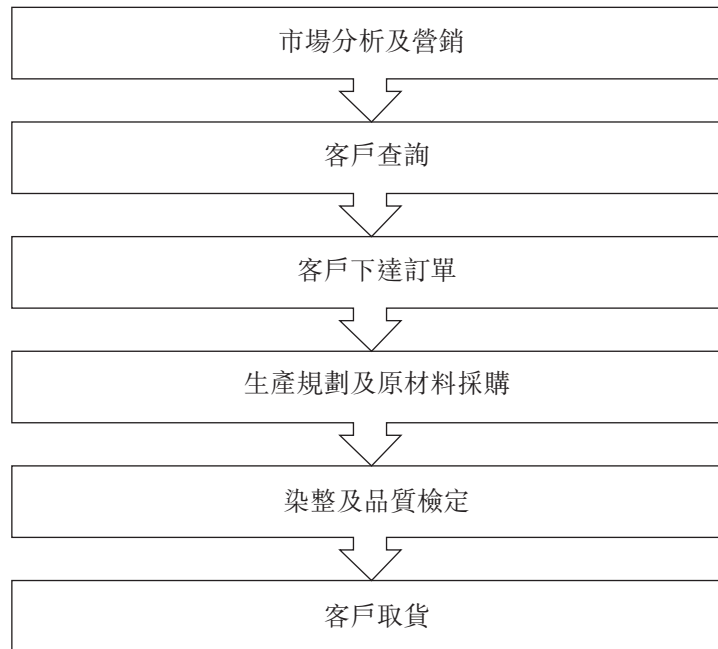 市場分析及營銷
客戶查詢
客戶下達訂單
生產規劃及原材料採購
染整及品質檢定
客戶取貨